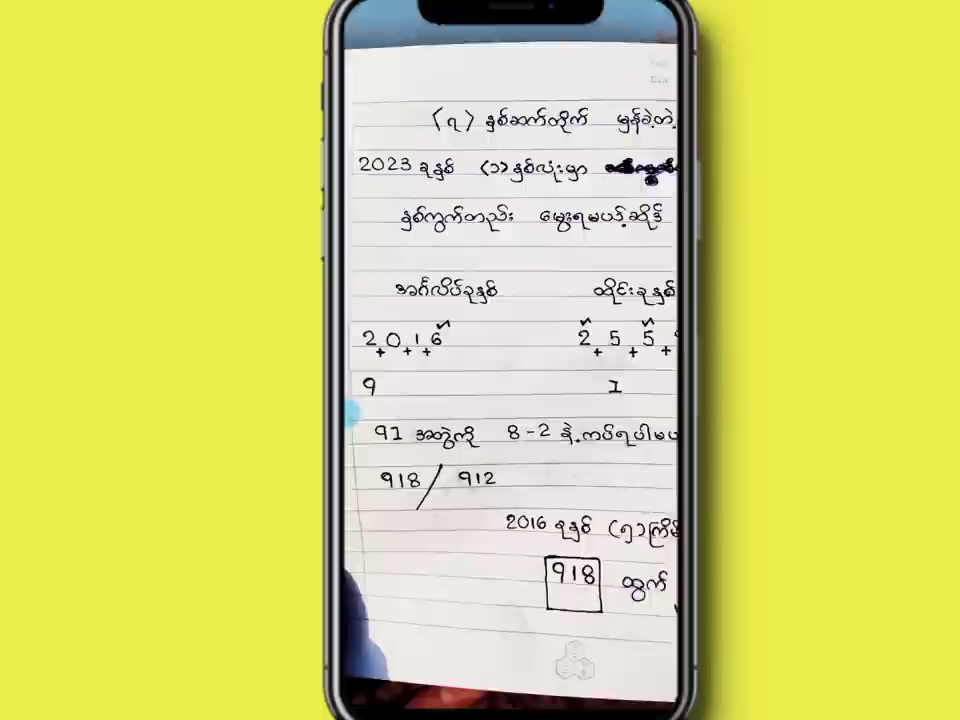 (၇) နှစ်ဆက်တိုက် မှန်ခဲ့တဲ့
2023 ခုနှစ် (၁) နှစ်လုံးမှာ
နှစ်ကွက်တည်း မွေးရမယ့်ဆိုဒ်
အင်္ဂလိပ်ခုနှစ် ထိုင်းခုနှစ်
2+0+1+6 2+5+5+
9 1
91 အတွဲကို 8-2 နဲ့ကပ်ရပါမယ်
918 / 912
2016 ခုနှစ် (၅)ကြိမ်
918 ထွက်